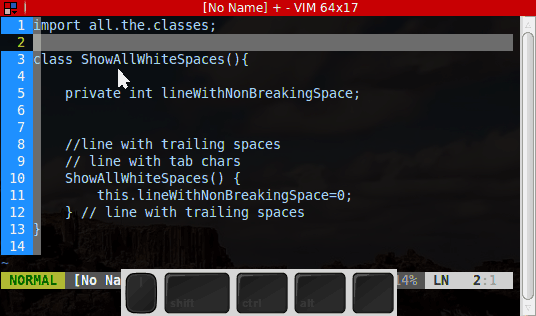 [No Name] + - VIM 64x17
1 import all.the.classes;
2
3 class ShowAllWhiteSpaces(){
4
5     private int lineWithNonBreakingSpace;
6
7
8     //line with trailing spaces
9     // line with tab chars
10     ShowAllWhiteSpaces() {
11         this.lineWithNonBreakingSpace=0;
12     } // line with trailing spaces
13 }
14
~
NORMAL [No Na 14% LN 2:1
shift ctrl alt